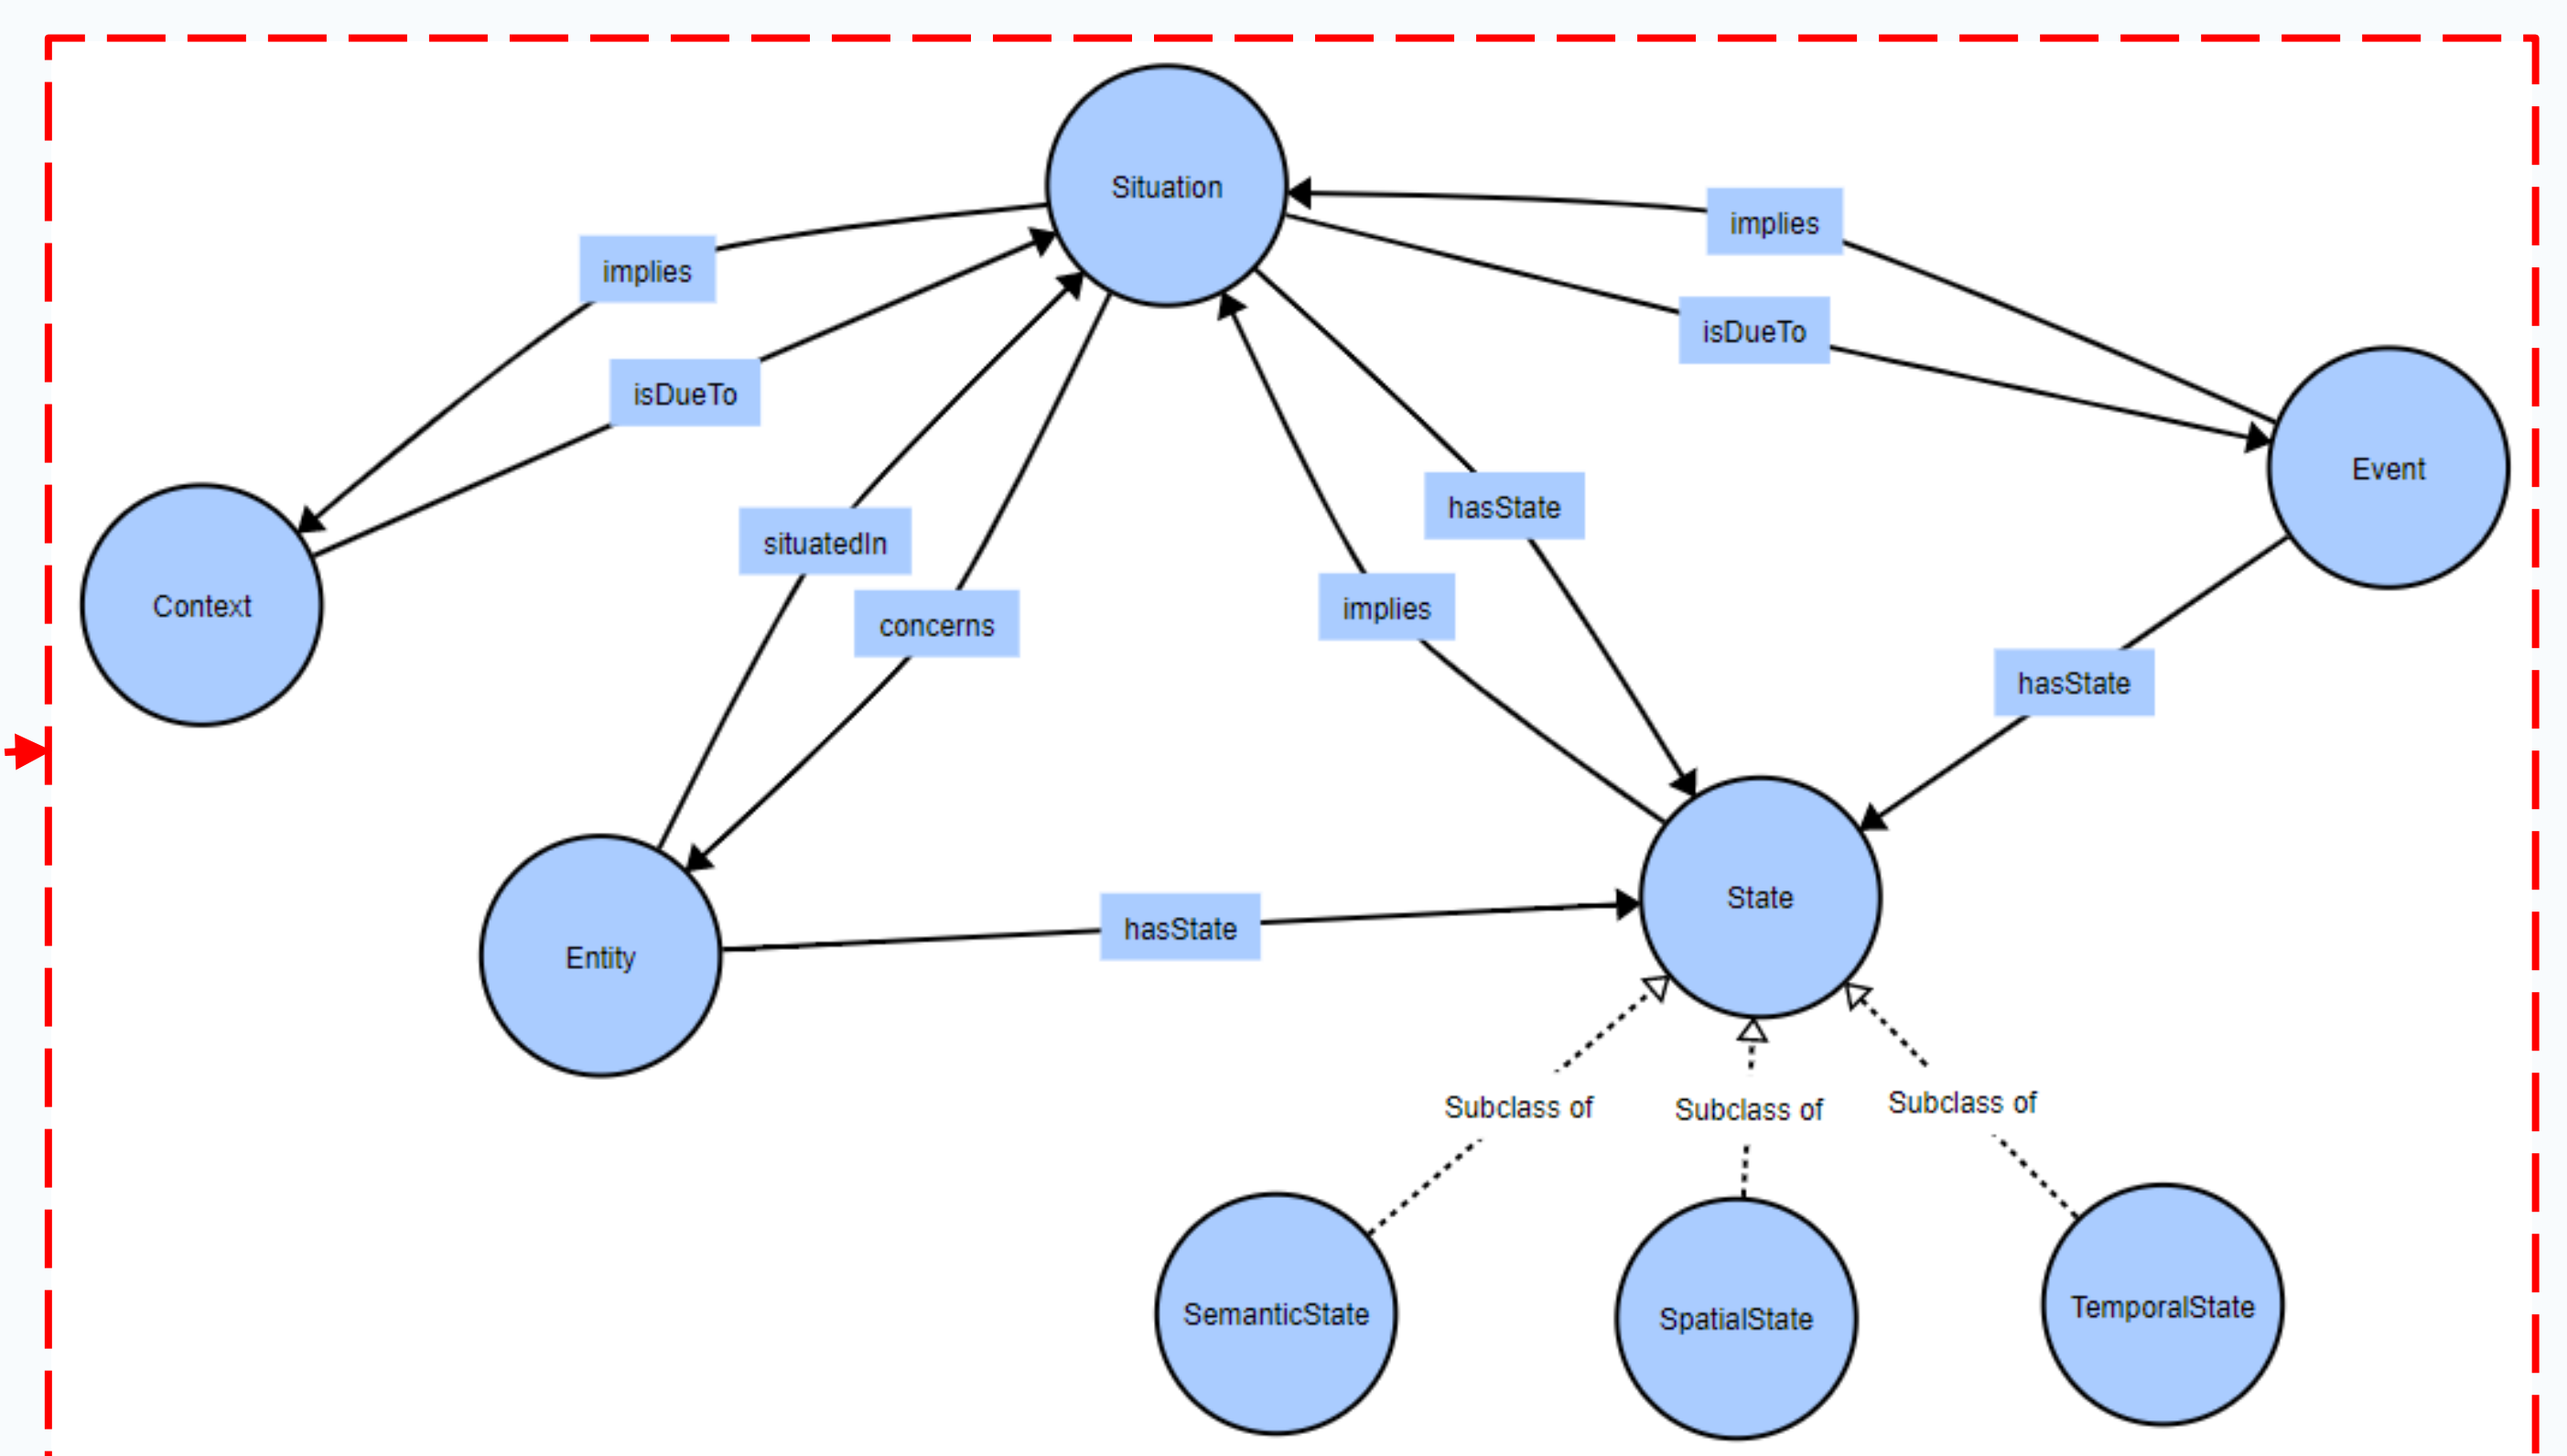 Situation
implies
implies
isDueTo
isDueTo
Event
hasState
situatedIn
Context
implies
concerns
hasState
State
hasState
Entity
Subclass of
Subclass of
Subclass of
SemanticState
SpatialState
TemporalState